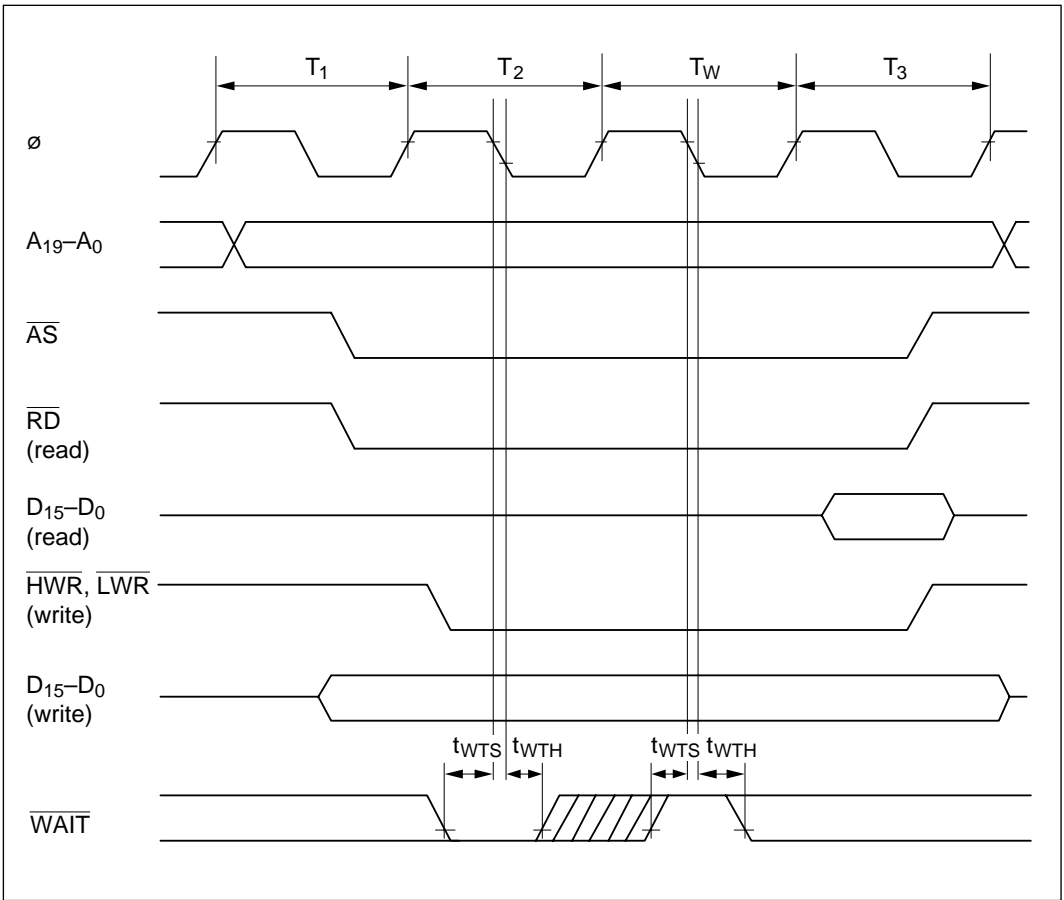 T1 T2 TW T3
ø
A19–A0
AS
RD
(read)
D15–D0
(read)
HWR, LWR
(write)
D15–D0
(write)
tWTS tWTH tWTS tWTH
WAIT